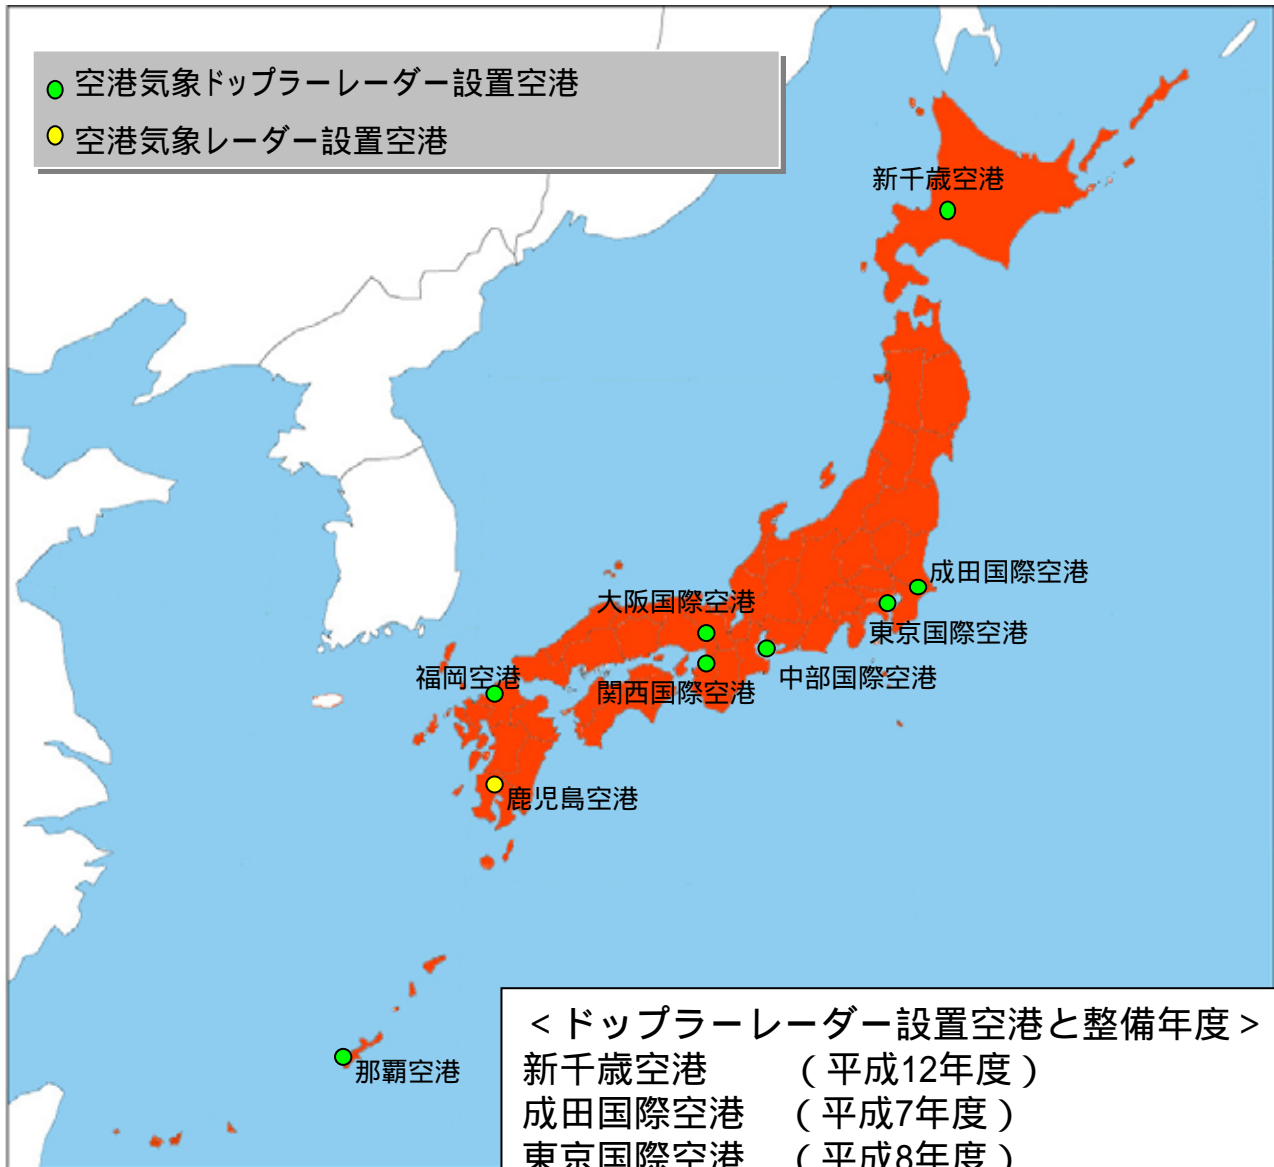 空港気象ドップラーレーダー設置空港
空港気象レーダー設置空港
新千歳空港
成田国際空港
大阪国際空港
東京国際空港
福岡空港
関西国際空港
中部国際空港
鹿児島空港
那覇空港
＜ドップラーレーダー設置空港と整備年度＞
新千歳空港 （平成12年度）
成田国際空港 （平成7年度）
東京国際空港 （平成8年度）